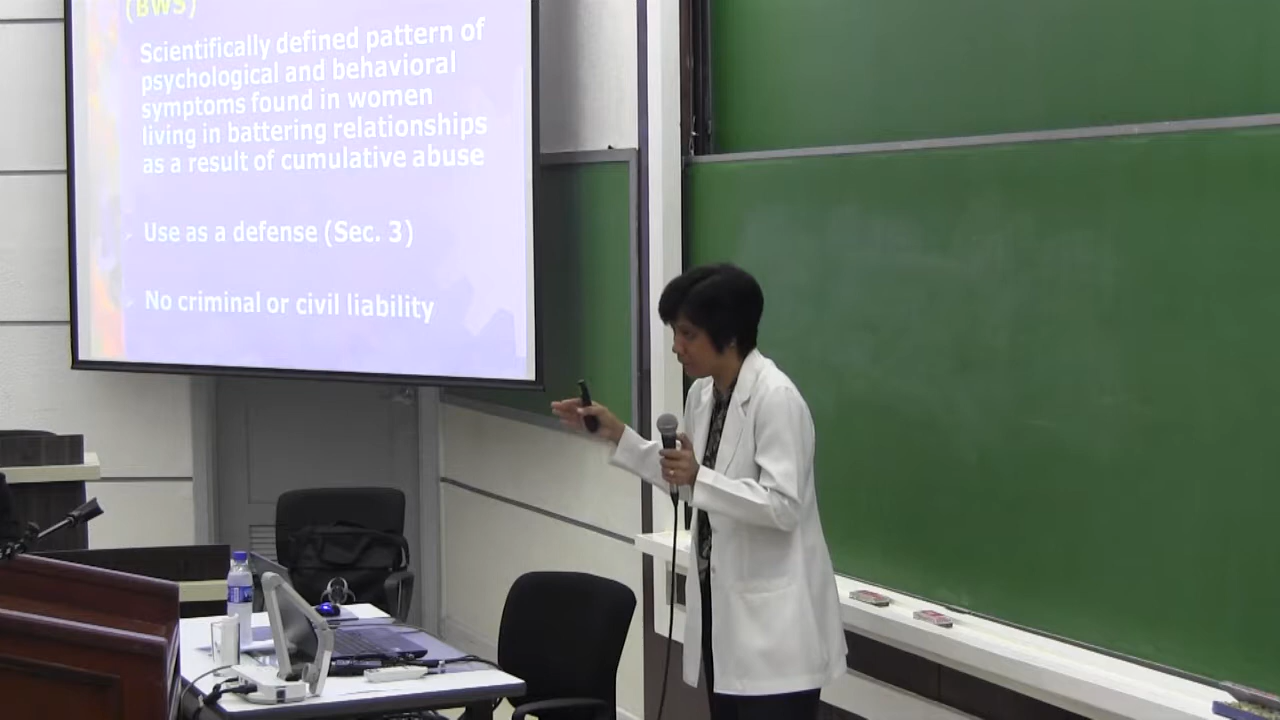 (BWS)
Scientifically defined pattern of
psychological and behavioral
symptoms found in women
living in battering relationships
as a result of cumulative abuse
Use as a defense (Sec. 3)
No criminal or civil liability